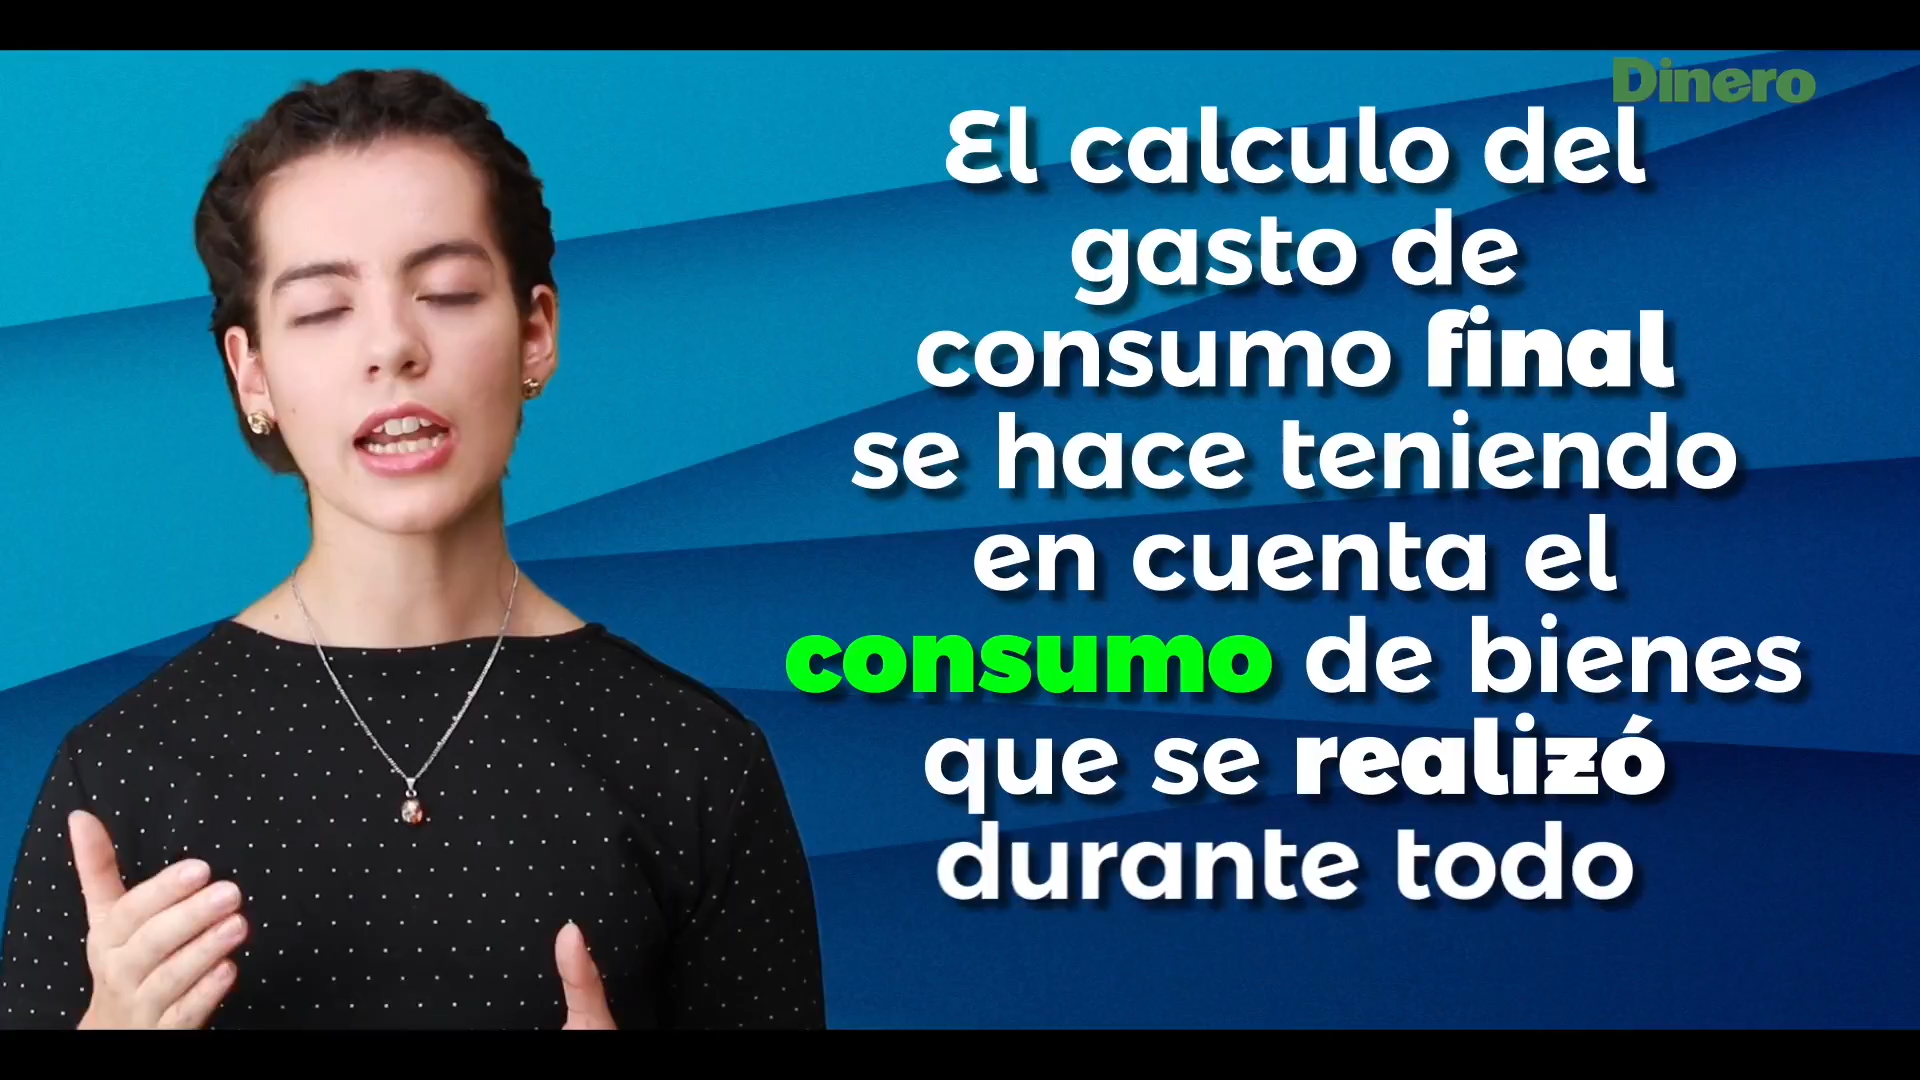 Dinero
El calculo del
gasto de
consumo final
se hace teniendo
en cuenta el
consumo de bienes
que se realizó
durante todo